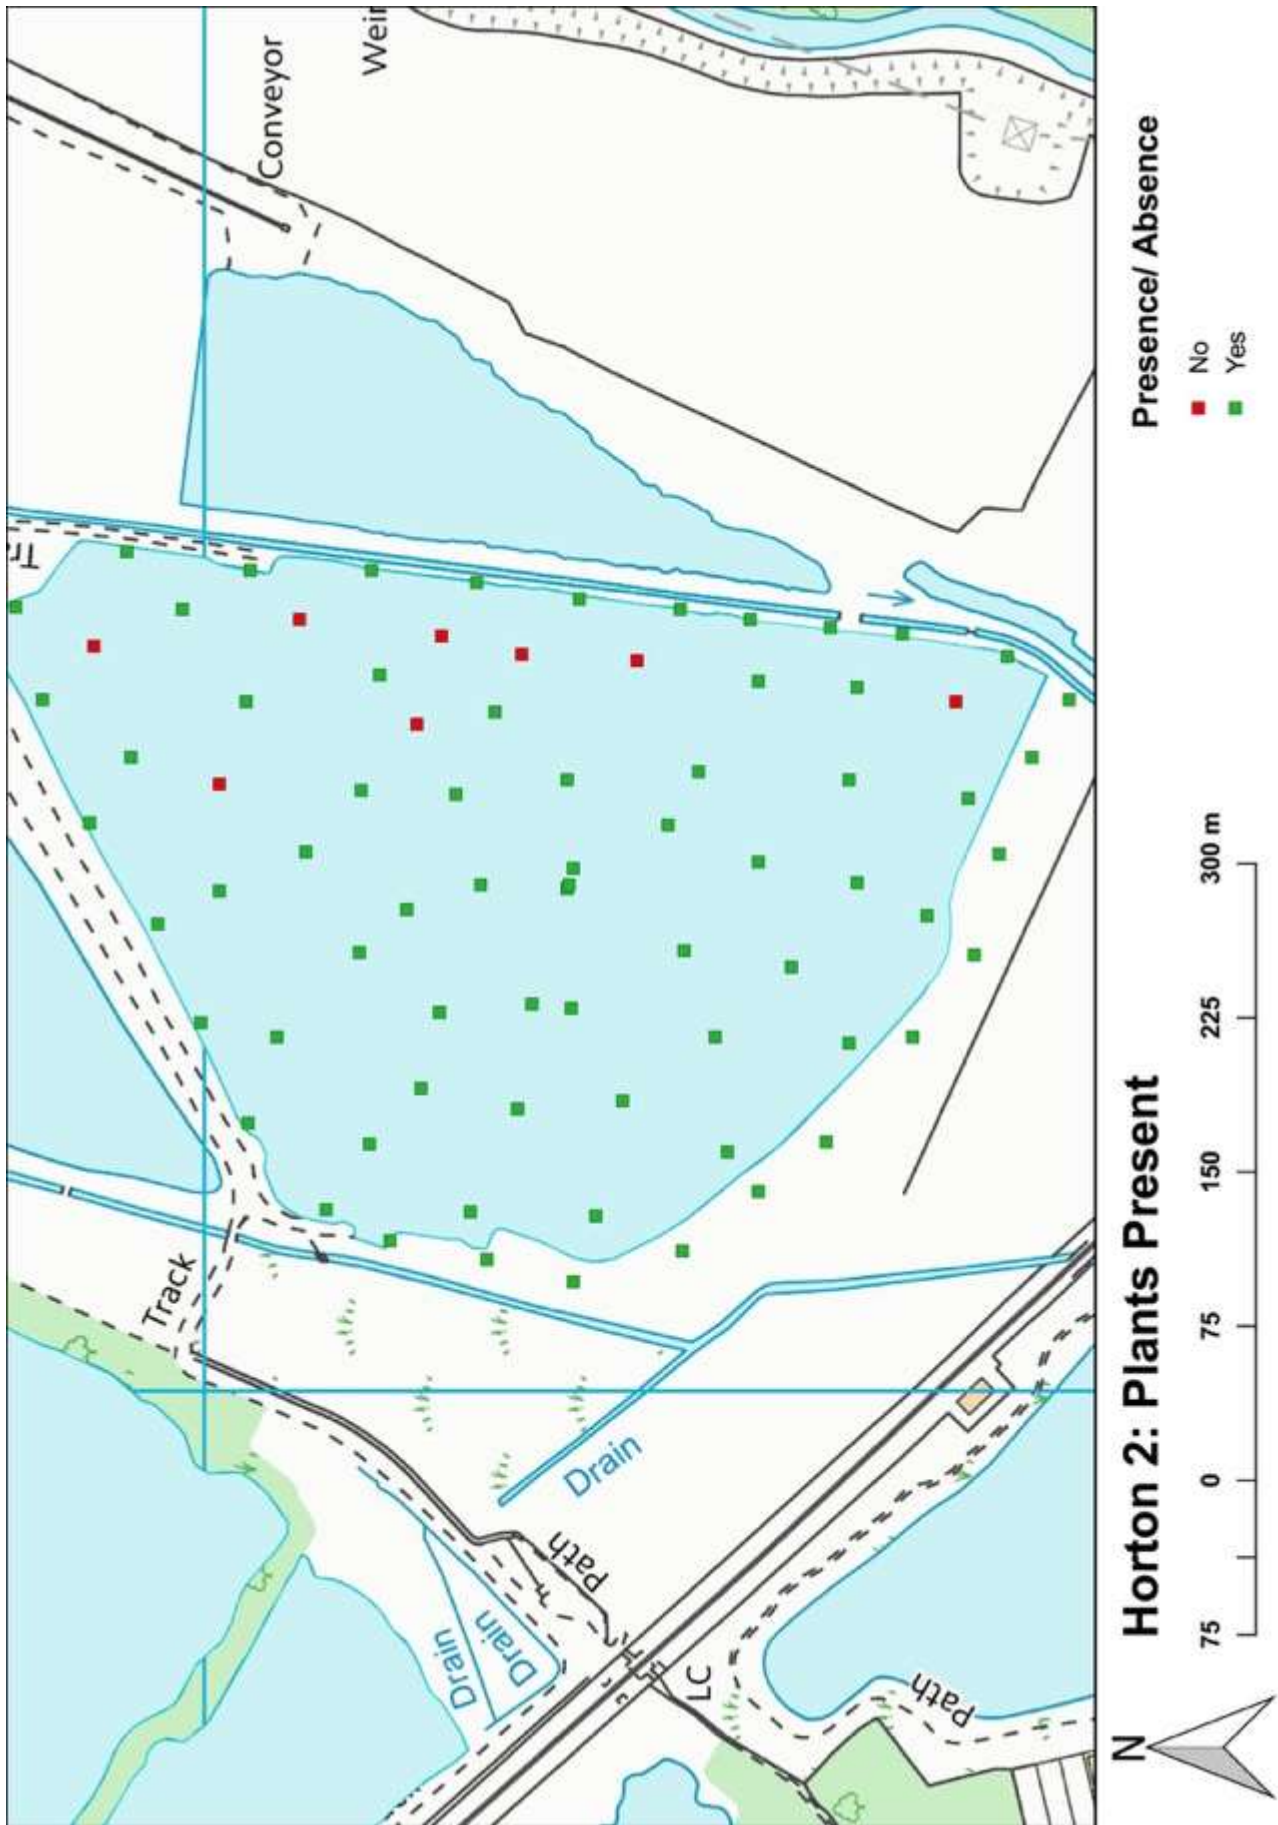 Conveyor
Weir
Tr
Track
Drain
Drain
Drain
Path
LC
Path
Horton 2: Plants Present
Presence/ Absence
No
Yes
N
75 0 75 150 225 300 m